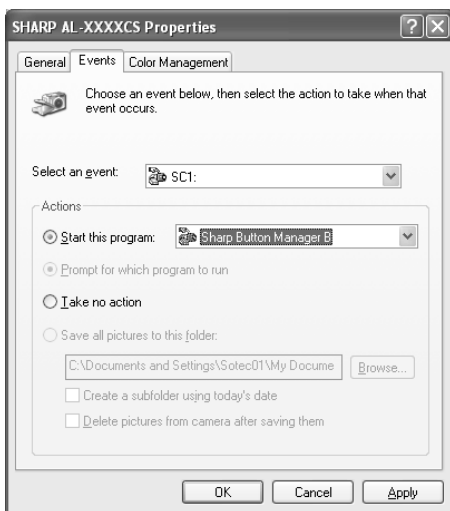 SHARP AL-XXXXCS Properties
General Events Color Management
Choose an event below, then select the action to take when that
event occurs.
Select an event: SC1:
Actions
Start this program: Sharp Button Manager B
Prompt for which program to run
Take no action
Save all pictures to this folder:
C:\Documents and Settings\Sotec01\My Docume Browse...
Create a subfolder using today's date
Delete pictures from camera after saving them
OK Cancel Apply